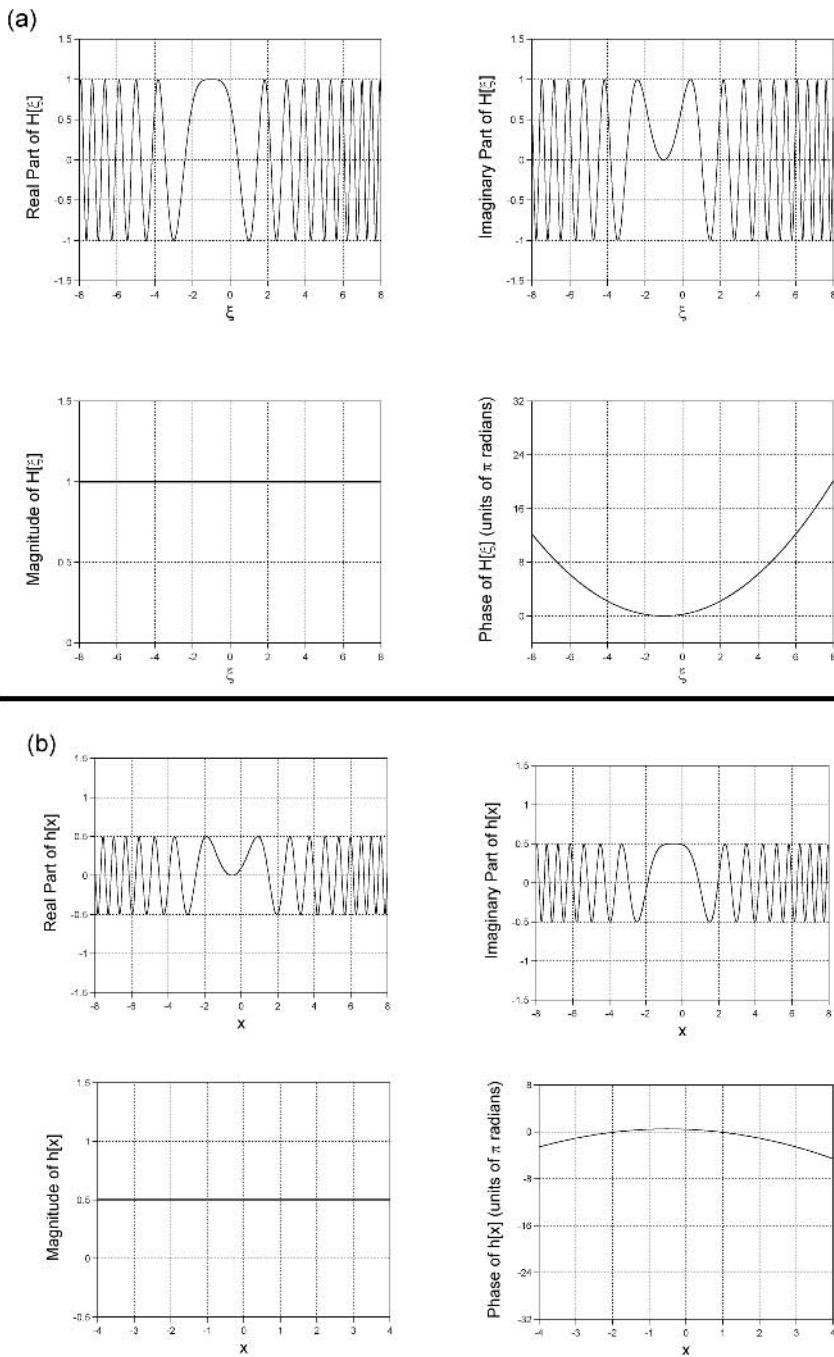 (a)
Real Part of H[ξ]
1.5
1
0.5
0
-0.5
-1
-1.5
-8 -6 -4 -2 0 2 4 6 8
ξ
Imaginary Part of H[ξ]
1.5
1
0.5
0
-0.5
-1
-1.5
-8 -6 -4 -2 0 2 4 6 8
ξ
Magnitude of H[ξ]
1.5
1
0.5
0
-8 -6 -4 -2 0 2 4 6 8
ξ
Phase of H[ξ] (units of π radians)
32
24
16
8
0
-8 -6 -4 -2 0 2 4 6 8
ξ
(b)
Real Part of h[x]
1.5
1
0.5
0
-0.5
-1
-1.5
-8 -6 -4 -2 0 2 4 6 8
x
Imaginary Part of h[x]
1.5
1
0.5
0
-0.5
-1
-1.5
-8 -6 -4 -2 0 2 4 6 8
x
Magnitude of h[x]
1.5
1
0.5
0
-0.5
-4 -3 -2 -1 0 1 2 3 4
x
Phase of h[x] (units of π radians)
8
0
-8
-16
-24
-32
-4 -3 -2 -1 0 1 2 3 4
x